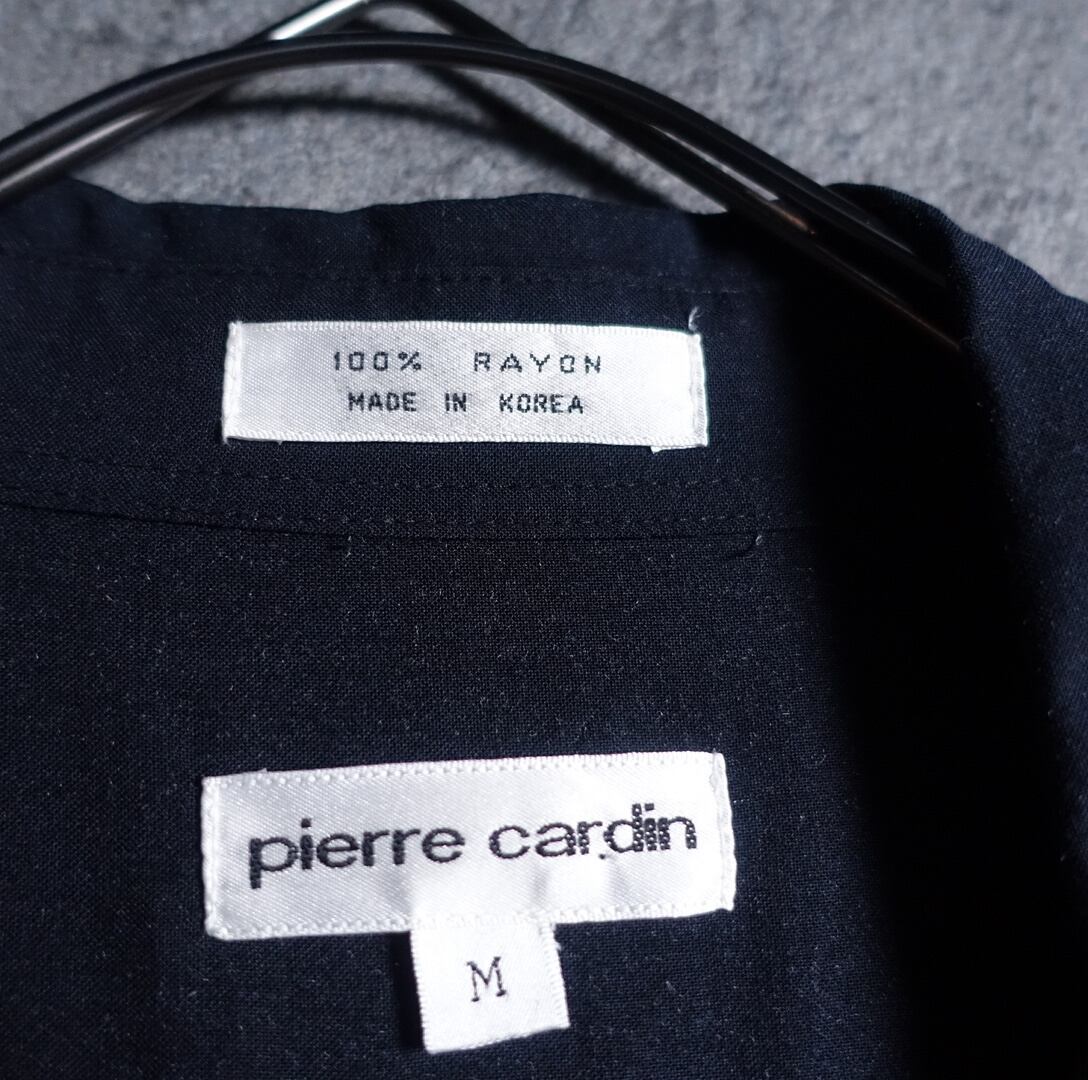 100% RAYON
MADE IN KOREA
pierre cardin
M